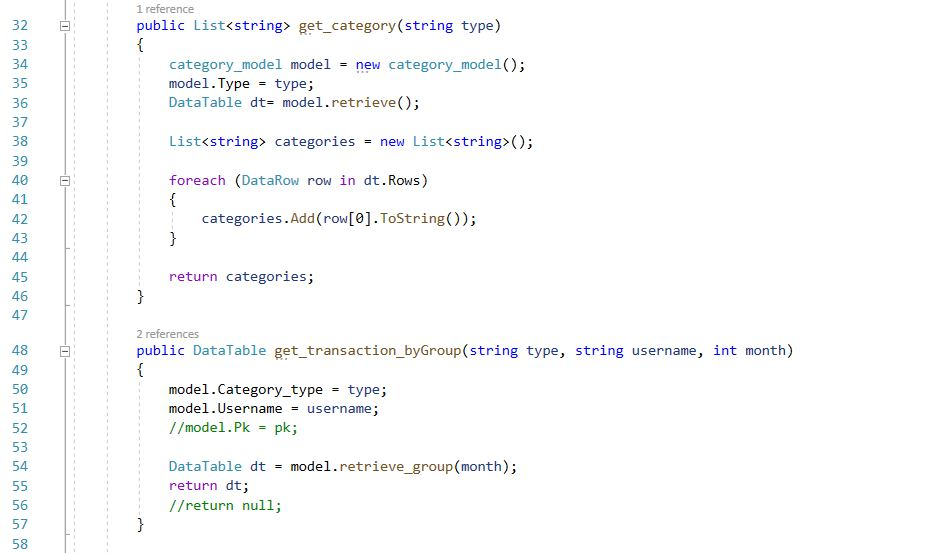 1 reference
32 public List<string> get_category(string type)
33 {
34 category_model model = new category_model();
35 model.Type = type;
36 DataTable dt= model.retrieve();
37
38 List<string> categories = new List<string>();
39
40 foreach (DataRow row in dt.Rows)
41 {
42 categories.Add(row[0].ToString());
43 }
44
45 return categories;
46 }
47
2 references
48 public DataTable get_transaction_byGroup(string type, string username, int month)
49 {
50 model.Category_type = type;
51 model.Username = username;
52 //model.Pk = pk;
53
54 DataTable dt = model.retrieve_group(month);
55 return dt;
56 //return null;
57 }
58